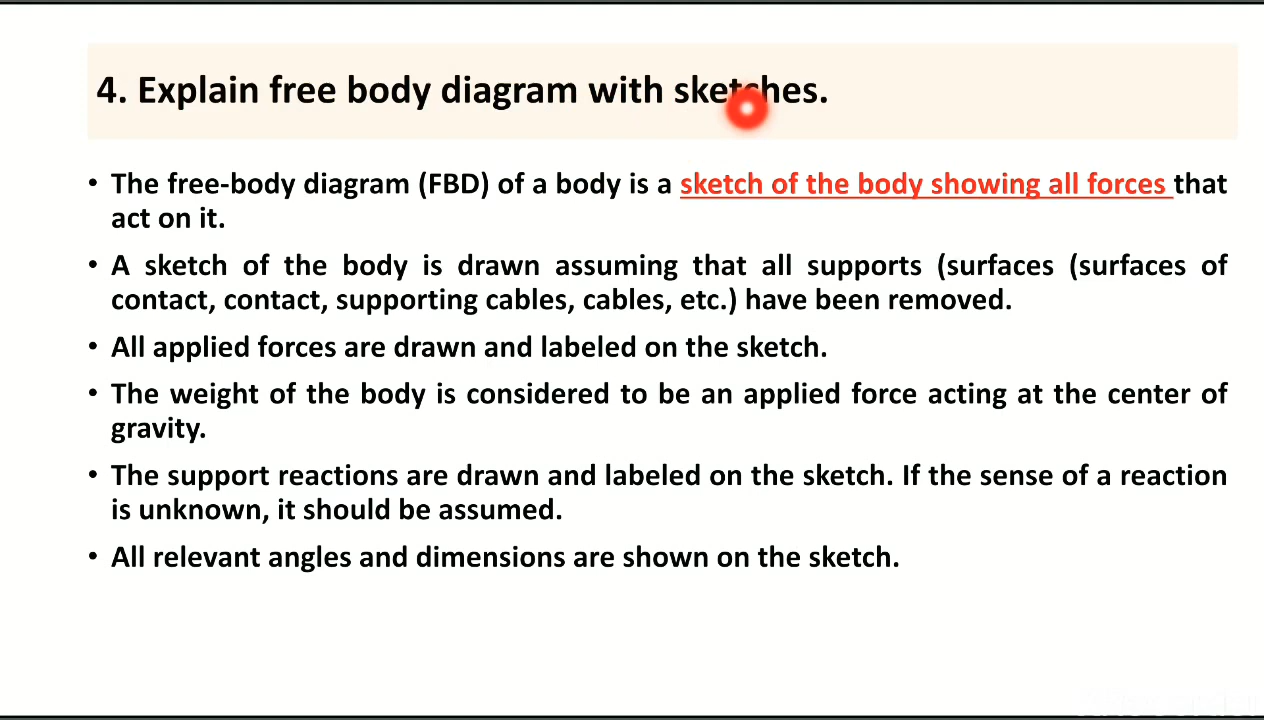 4. Explain free body diagram with sketches.
• The free-body diagram (FBD) of a body is a sketch of the body showing all forces that
act on it.
• A sketch of the body is drawn assuming that all supports (surfaces (surfaces of
contact, contact, supporting cables, cables, etc.) have been removed.
• All applied forces are drawn and labeled on the sketch.
• The weight of the body is considered to be an applied force acting at the center of
gravity.
• The support reactions are drawn and labeled on the sketch. If the sense of a reaction
is unknown, it should be assumed.
• All relevant angles and dimensions are shown on the sketch.